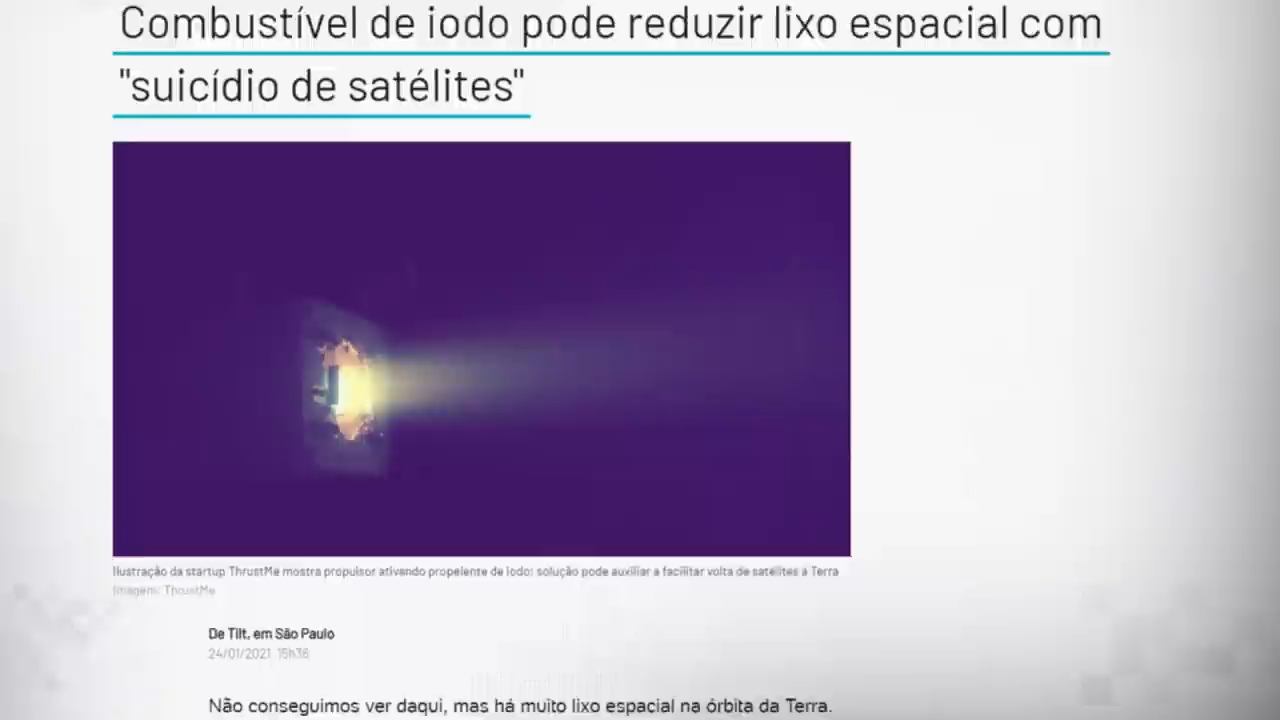 Combustível de iodo pode reduzir lixo espacial com
"suicídio de satélites"
Ilustração da startup ThrustMe mostra propulsor ativando propelente de iodo: solução pode auxiliar a facilitar volta de satélites à Terra
Imagem: ThrustMe
De Tilt, em São Paulo
24/01/2021 15h36
Não conseguimos ver daqui, mas há muito lixo espacial na órbita da Terra.